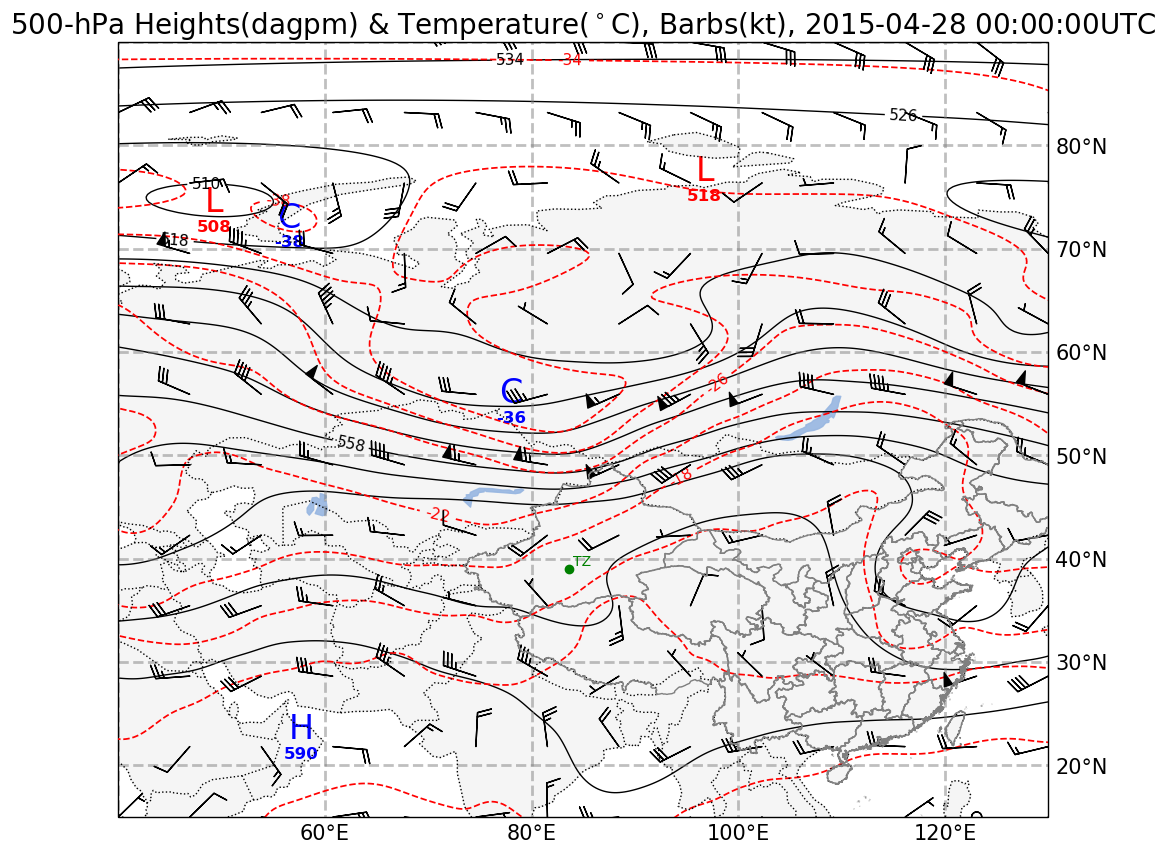 500-hPa Heights(dagpm) & Temperature(°C), Barbs(kt), 2015-04-28 00:00:00UTC
534
-34
526
80°N
L
518
510
L
508
-38
C
-38
518
70°N
60°N
-26
C
-36
558
50°N
-18
-22
TZ
40°N
30°N
H
590
20°N
60°E
80°E
100°E
120°E